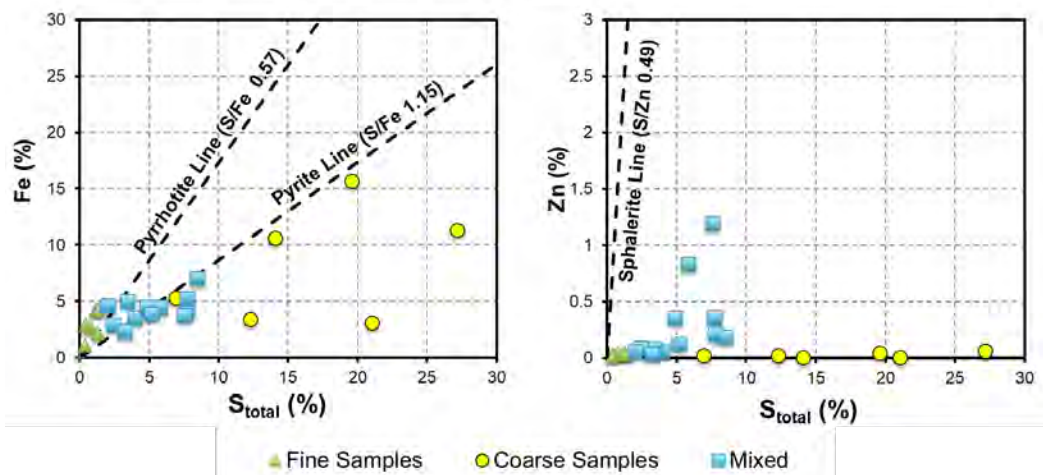 Fe (%)
30
25
20
15
10
5
0
Pyrrhotite Line (S/Fe 0.57)
Pyrite Line (S/Fe 1.15)
0 5 10 15 20 25 30
S_total (%)
Zn (%)
3
2.5
2
1.5
1
0.5
0
Sphalerite Line (S/Zn 0.49)
0 5 10 15 20 25 30
S_total (%)
Fine Samples Coarse Samples Mixed